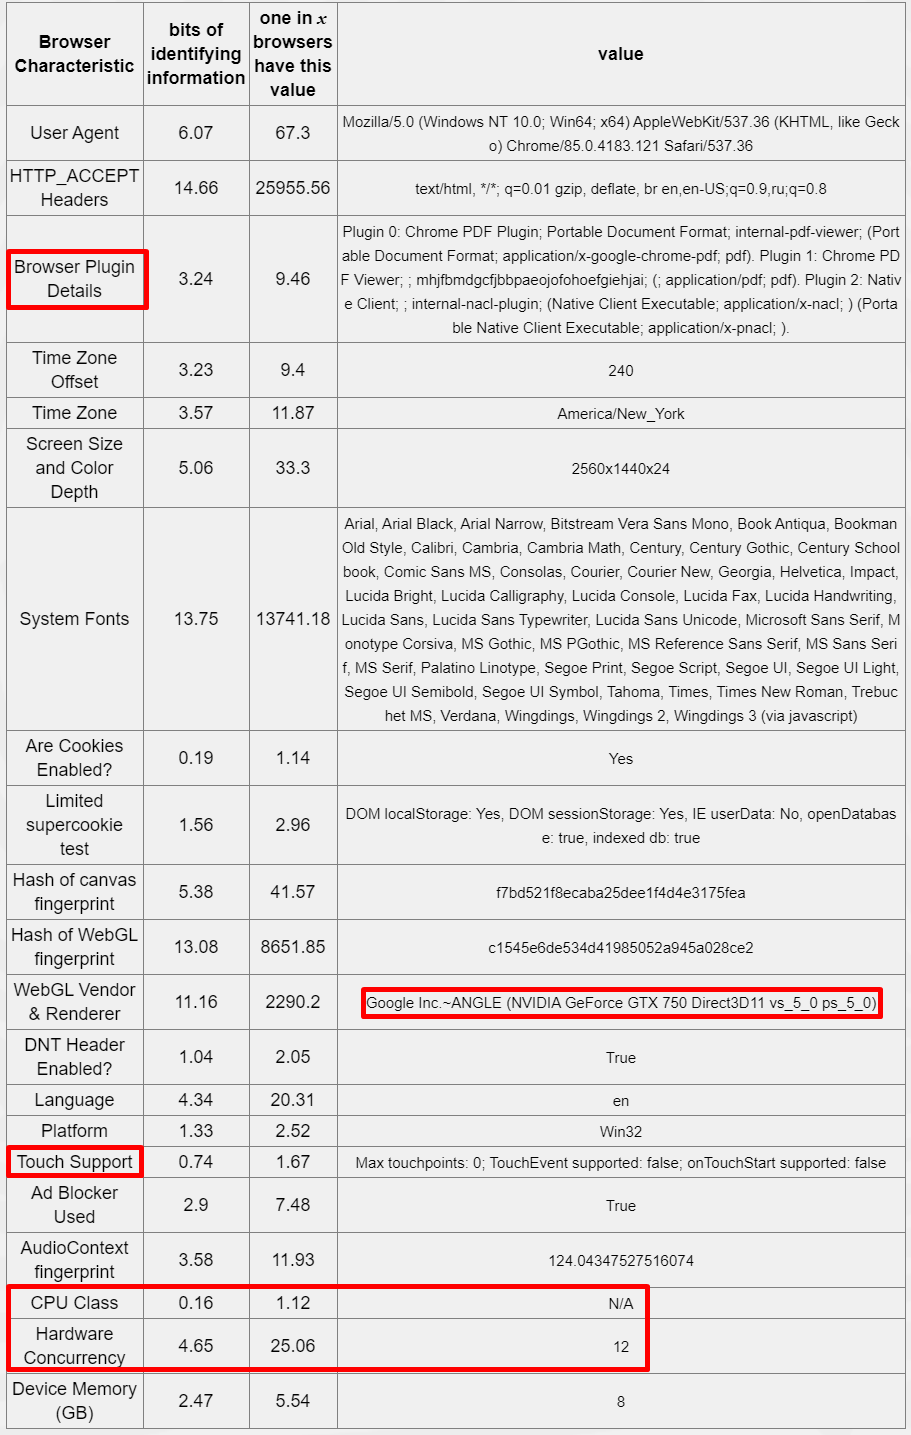 Browser
Characteristic
bits of
identifying
information
one in x
browsers
have this
value
value
User Agent
6.07
67.3
Mozilla/5.0 (Windows NT 10.0; Win64; x64) AppleWebKit/537.36 (KHTML, like Geck
o) Chrome/85.0.4183.121 Safari/537.36
HTTP_ACCEPT
Headers
14.66
25955.56
text/html, */*; q=0.01 gzip, deflate, br en,en-US;q=0.9,ru;q=0.8
Browser Plugin
Details
3.24
9.46
Plugin 0: Chrome PDF Plugin; Portable Document Format; internal-pdf-viewer; (Port
able Document Format; application/x-google-chrome-pdf; pdf). Plugin 1: Chrome PD
F Viewer; ; mhjfbmdgcfjbbpaeojofohoefgiehjai; (; application/pdf; pdf). Plugin 2: Nativ
e Client; ; internal-nacl-plugin; (Native Client Executable; application/x-nacl; ) (Porta
ble Native Client Executable; application/x-pnacl; ).
Time Zone
Offset
3.23
9.4
240
Time Zone
3.57
11.87
America/New_York
Screen Size
and Color
Depth
5.06
33.3
2560x1440x24
System Fonts
13.75
13741.18
Arial, Arial Black, Arial Narrow, Bitstream Vera Sans Mono, Book Antiqua, Bookman
Old Style, Calibri, Cambria, Cambria Math, Century, Century Gothic, Century School
book, Comic Sans MS, Consolas, Courier, Courier New, Georgia, Helvetica, Impact,
Lucida Bright, Lucida Calligraphy, Lucida Console, Lucida Fax, Lucida Handwriting,
Lucida Sans, Lucida Sans Typewriter, Lucida Sans Unicode, Microsoft Sans Serif, M
onotype Corsiva, MS Gothic, MS PGothic, MS Reference Sans Serif, MS Sans Seri
f, MS Serif, Palatino Linotype, Segoe Print, Segoe Script, Segoe UI, Segoe UI Light,
Segoe UI Semibold, Segoe UI Symbol, Tahoma, Times, Times New Roman, Trebuc
het MS, Verdana, Wingdings, Wingdings 2, Wingdings 3 (via javascript)
Are Cookies
Enabled?
0.19
1.14
Yes
Limited
supercookie
test
1.56
2.96
DOM localStorage: Yes, DOM sessionStorage: Yes, IE userData: No, openDatabas
e: true, indexed db: true
Hash of canvas
fingerprint
5.38
41.57
f7bd521f8ecaba25dee1f4d4e3175fea
Hash of WebGL
fingerprint
13.08
8651.85
c1545e6de534d41985052a945a028ce2
WebGL Vendor
& Renderer
11.16
2290.2
Google Inc.~ANGLE (NVIDIA GeForce GTX 750 Direct3D11 vs_5_0 ps_5_0)
DNT Header
Enabled?
1.04
2.05
True
Language
4.34
20.31
en
Platform
1.33
2.52
Win32
Touch Support
0.74
1.67
Max touchpoints: 0; TouchEvent supported: false; onTouchStart supported: false
Ad Blocker
Used
2.9
7.48
True
AudioContext
fingerprint
3.58
11.93
124.04347527516074
CPU Class
0.16
1.12
N/A
Hardware
Concurrency
4.65
25.06
12
Device Memory
(GB)
2.47
5.54
8